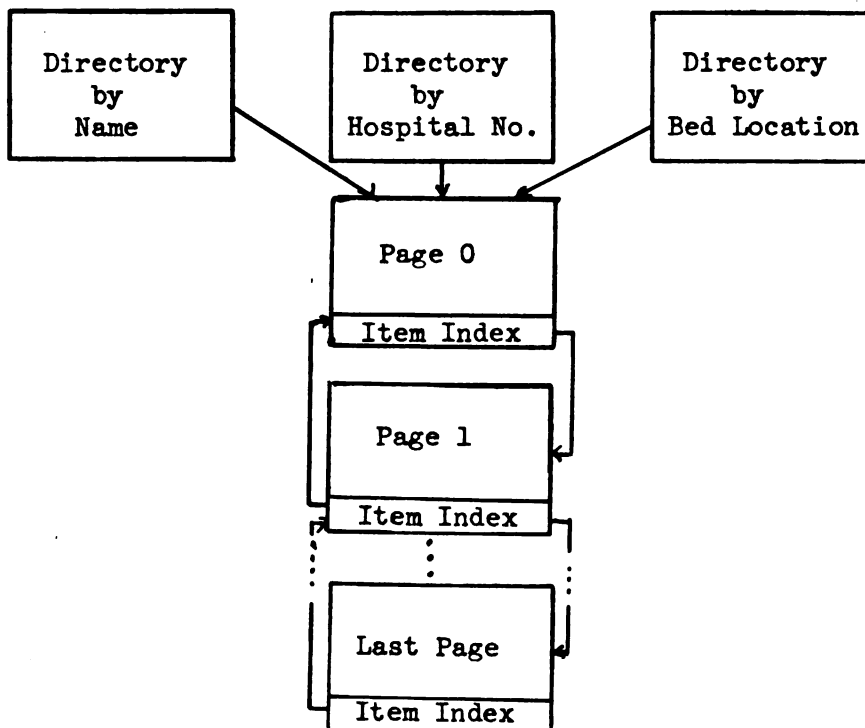 Directory
by
Name
Directory
by
Hospital No.
Directory
by
Bed Location
Page 0
Item Index
Page 1
Item Index
Last Page
Item Index